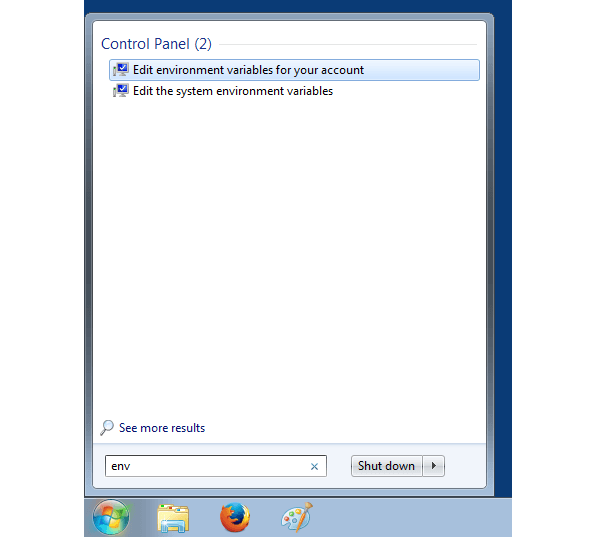 Control Panel (2)
Edit environment variables for your account
Edit the system environment variables
See more results
env
Shut down